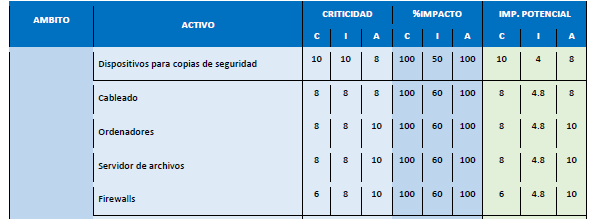 AMBITO ACTIVO CRITICIDAD %IMPACTO IMP. POTENCIAL
C I A C I A C I A
Dispositivos para copias de seguridad 10 10 8 100 50 100 10 4 8
Cableado 8 8 8 100 60 100 8 4.8 8
Ordenadores 8 8 10 100 60 100 8 4.8 10
Servidor de archivos 8 8 10 100 60 100 8 4.8 10
Firewalls 6 8 10 100 60 100 6 4.8 10